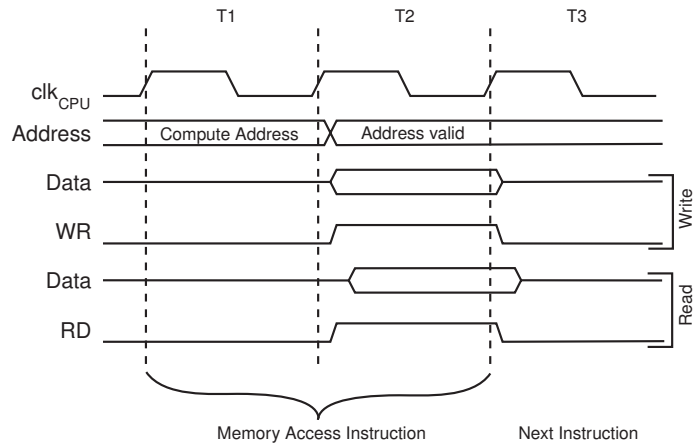 T1 T2 T3
clkCPU
Address Compute Address Address valid
Data
WR
Write
Data
RD
Read
Memory Access Instruction Next Instruction